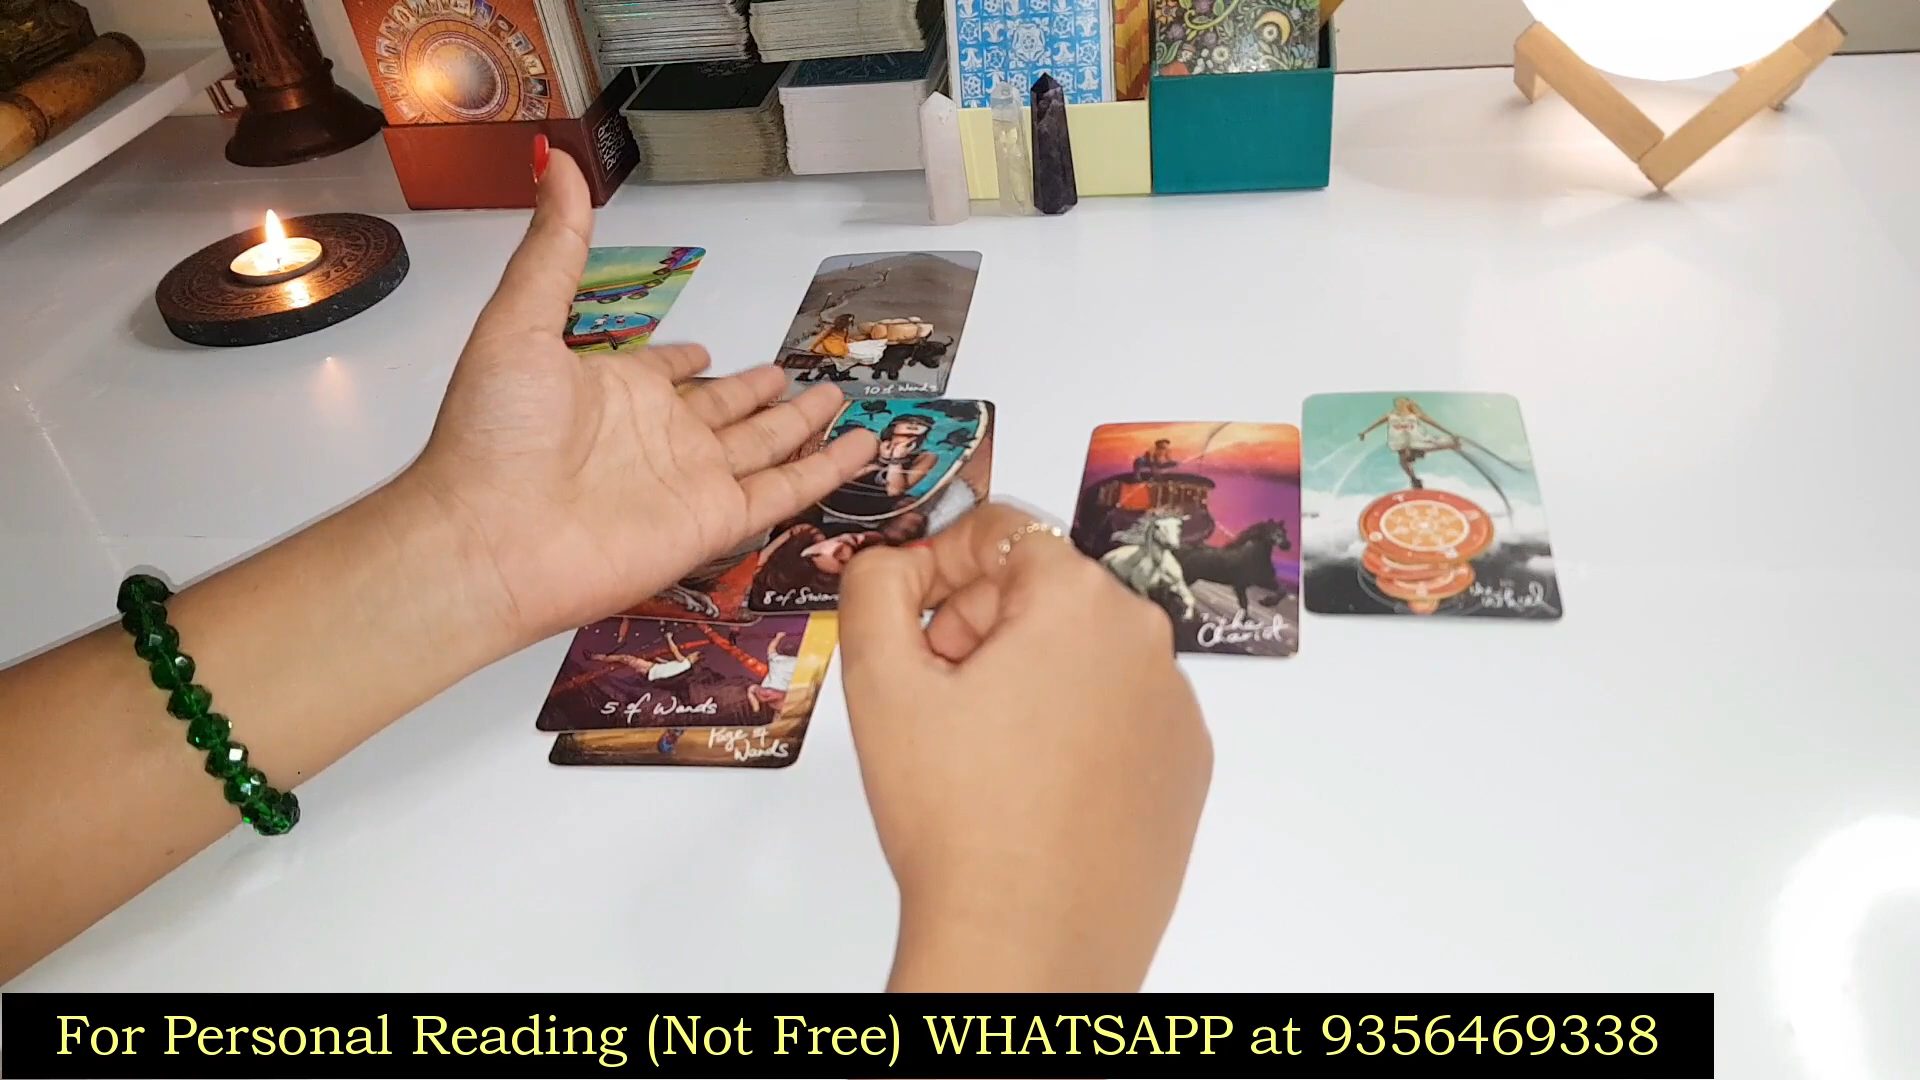 10 of Wands
8 of Swor
The Chariot
the Wheel
5 of Wands
Page of Wands
For Personal Reading (Not Free) WHATSAPP at 9356469338